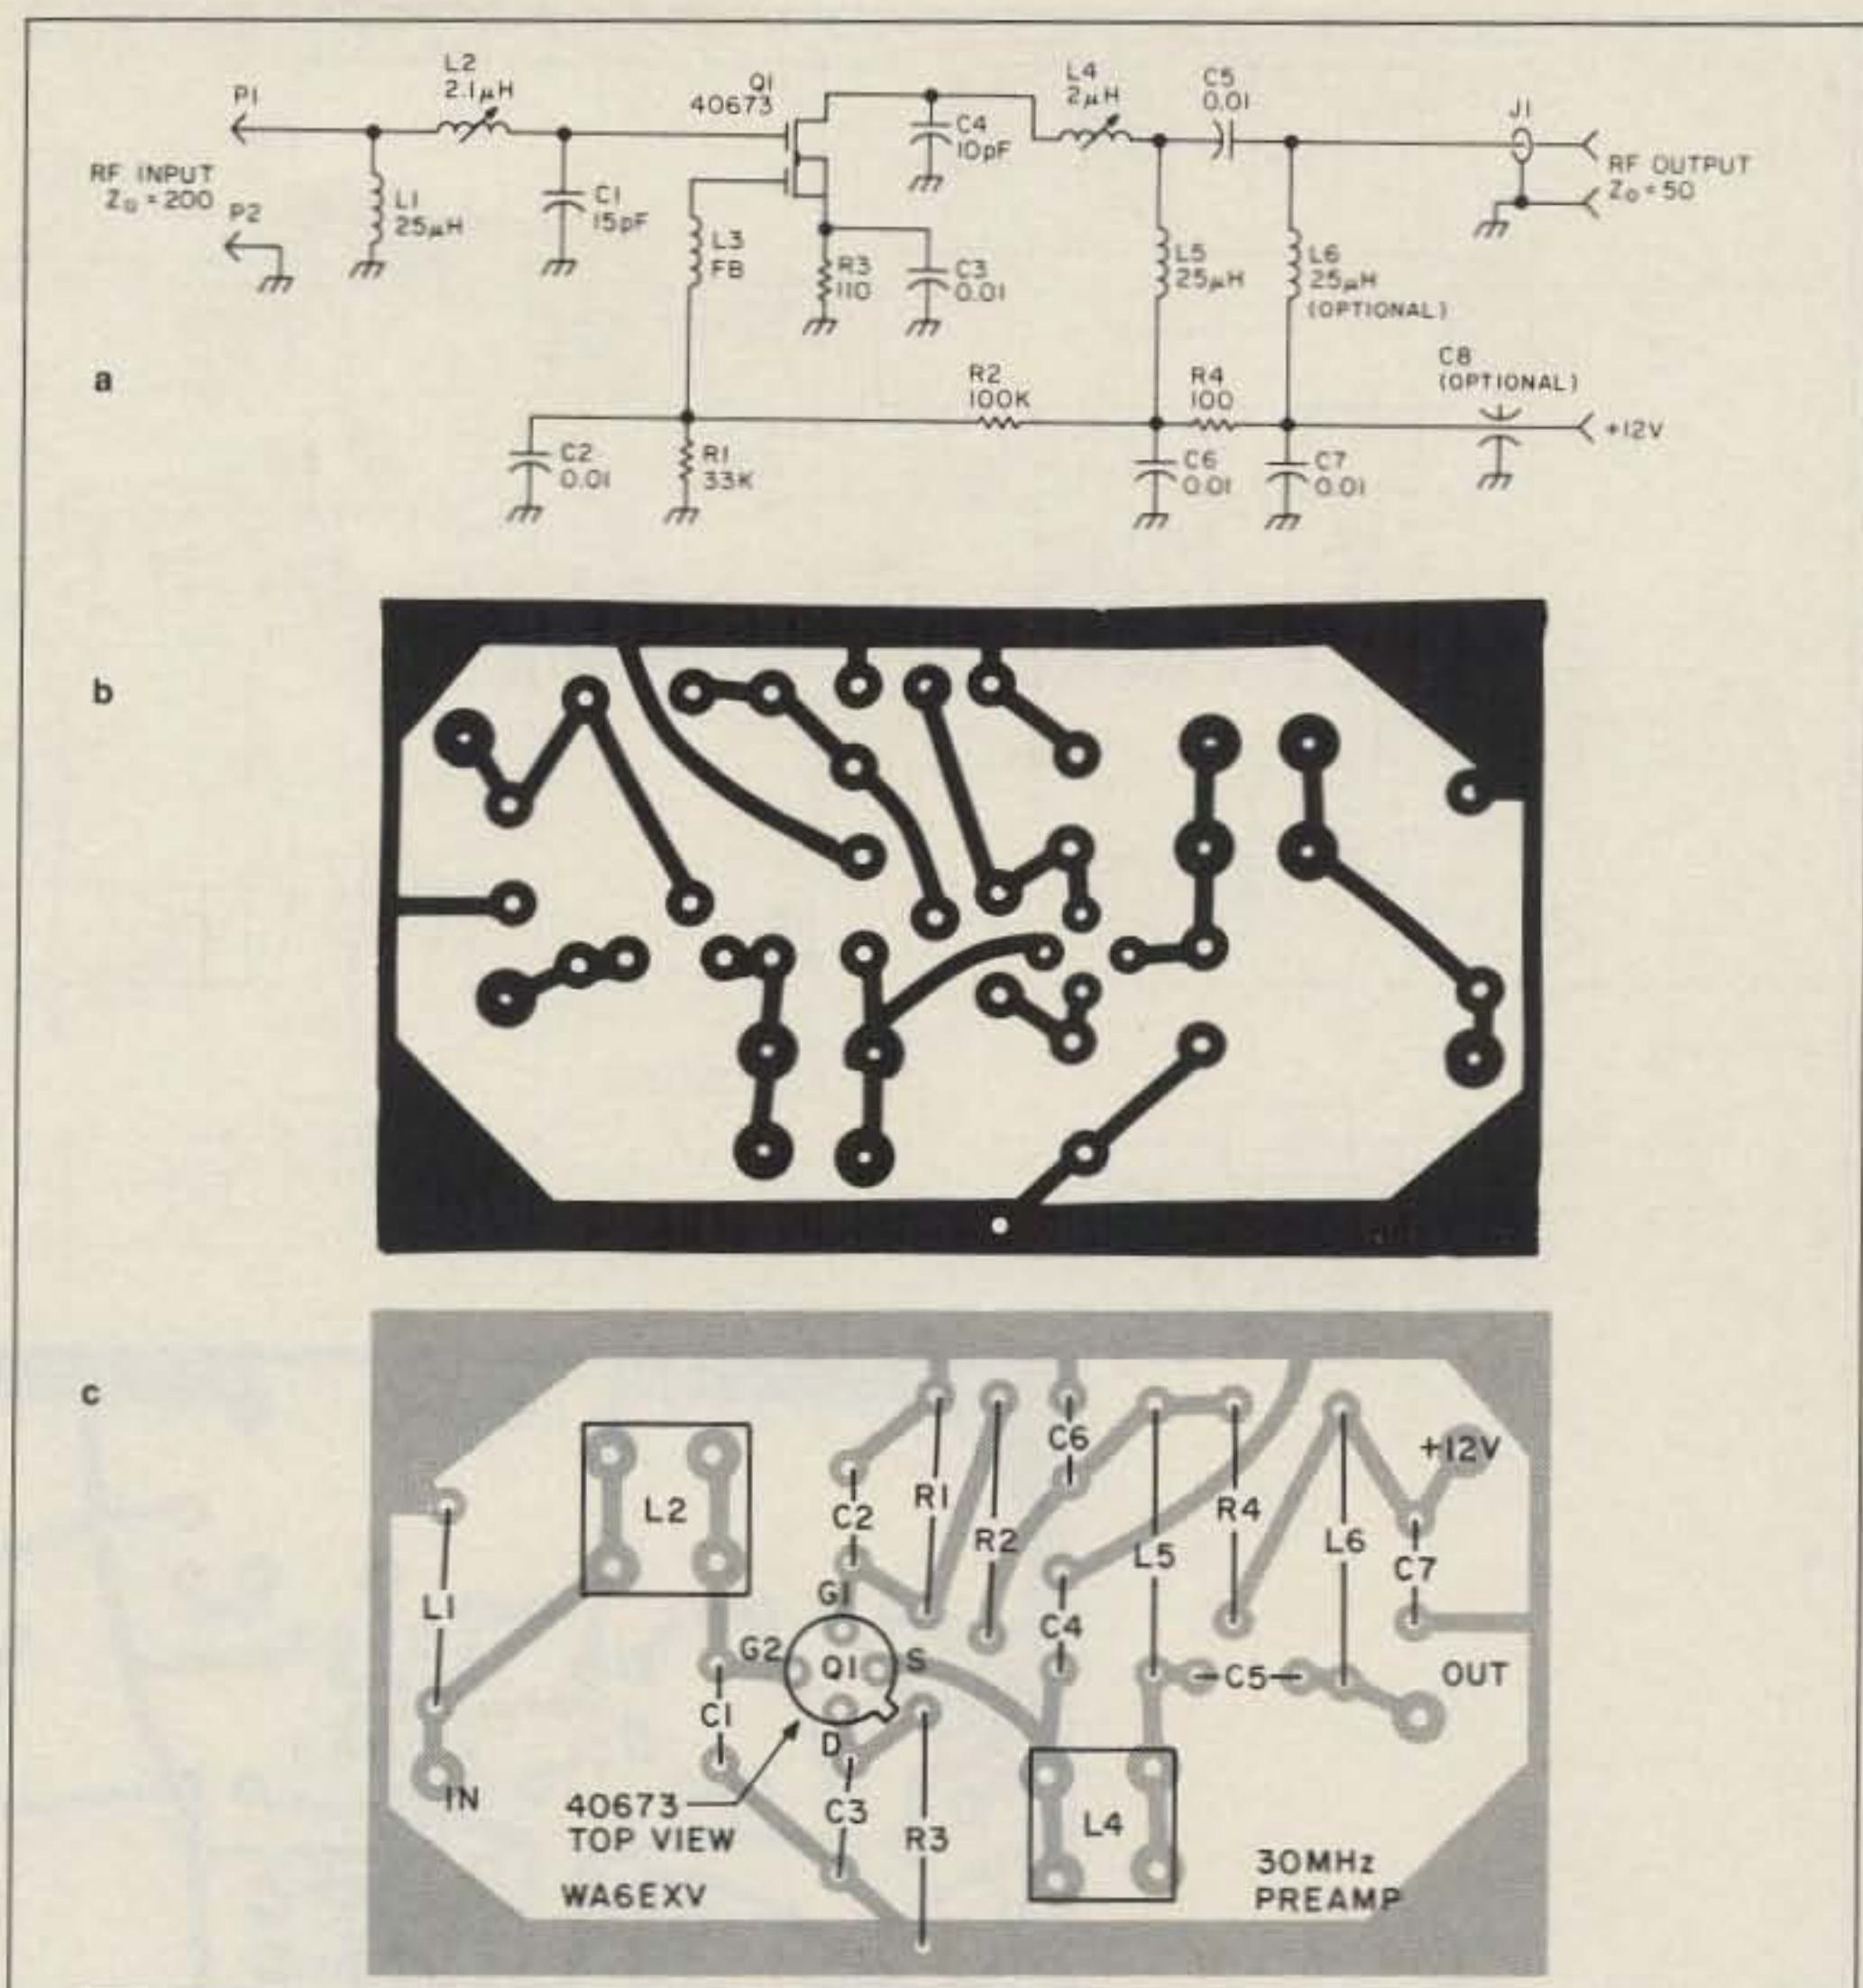 L2
2.1μH
P1
RF INPUT
Z₀ = 200
P2
L1
25μH
C1
15pF
Q1
40673
L3
FB
R3
110
C3
0.01
C4
10pF
L4
2μH
C5
0.01
J1
RF OUTPUT
Z₀ = 50
L5
25μH
L6
25μH
(OPTIONAL)
a
R2
100K
R4
100
C8
(OPTIONAL)
+12V
C2
0.01
R1
33K
C6
0.01
C7
0.01
b
c
L2
L1
IN
C2
R1
R2
C6
L5
R4
L6
+12V
C7
G1
G2
Q1
S
D
C1
C4
C5
OUT
40673
TOP VIEW
WA6EXV
C3
R3
L4
30MHz
PREAMP